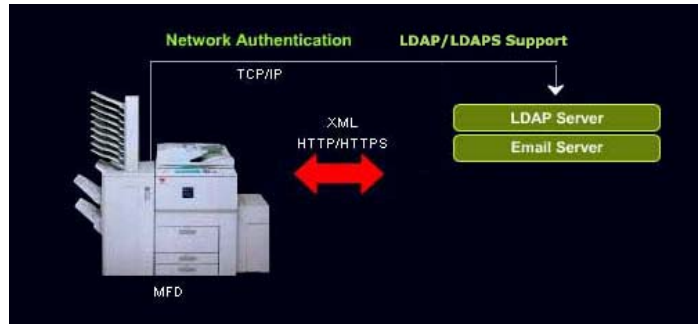 Network Authentication LDAP/LDAPS Support
TCP/IP
XML
HTTP/HTTPS
LDAP Server
Email Server
MFD